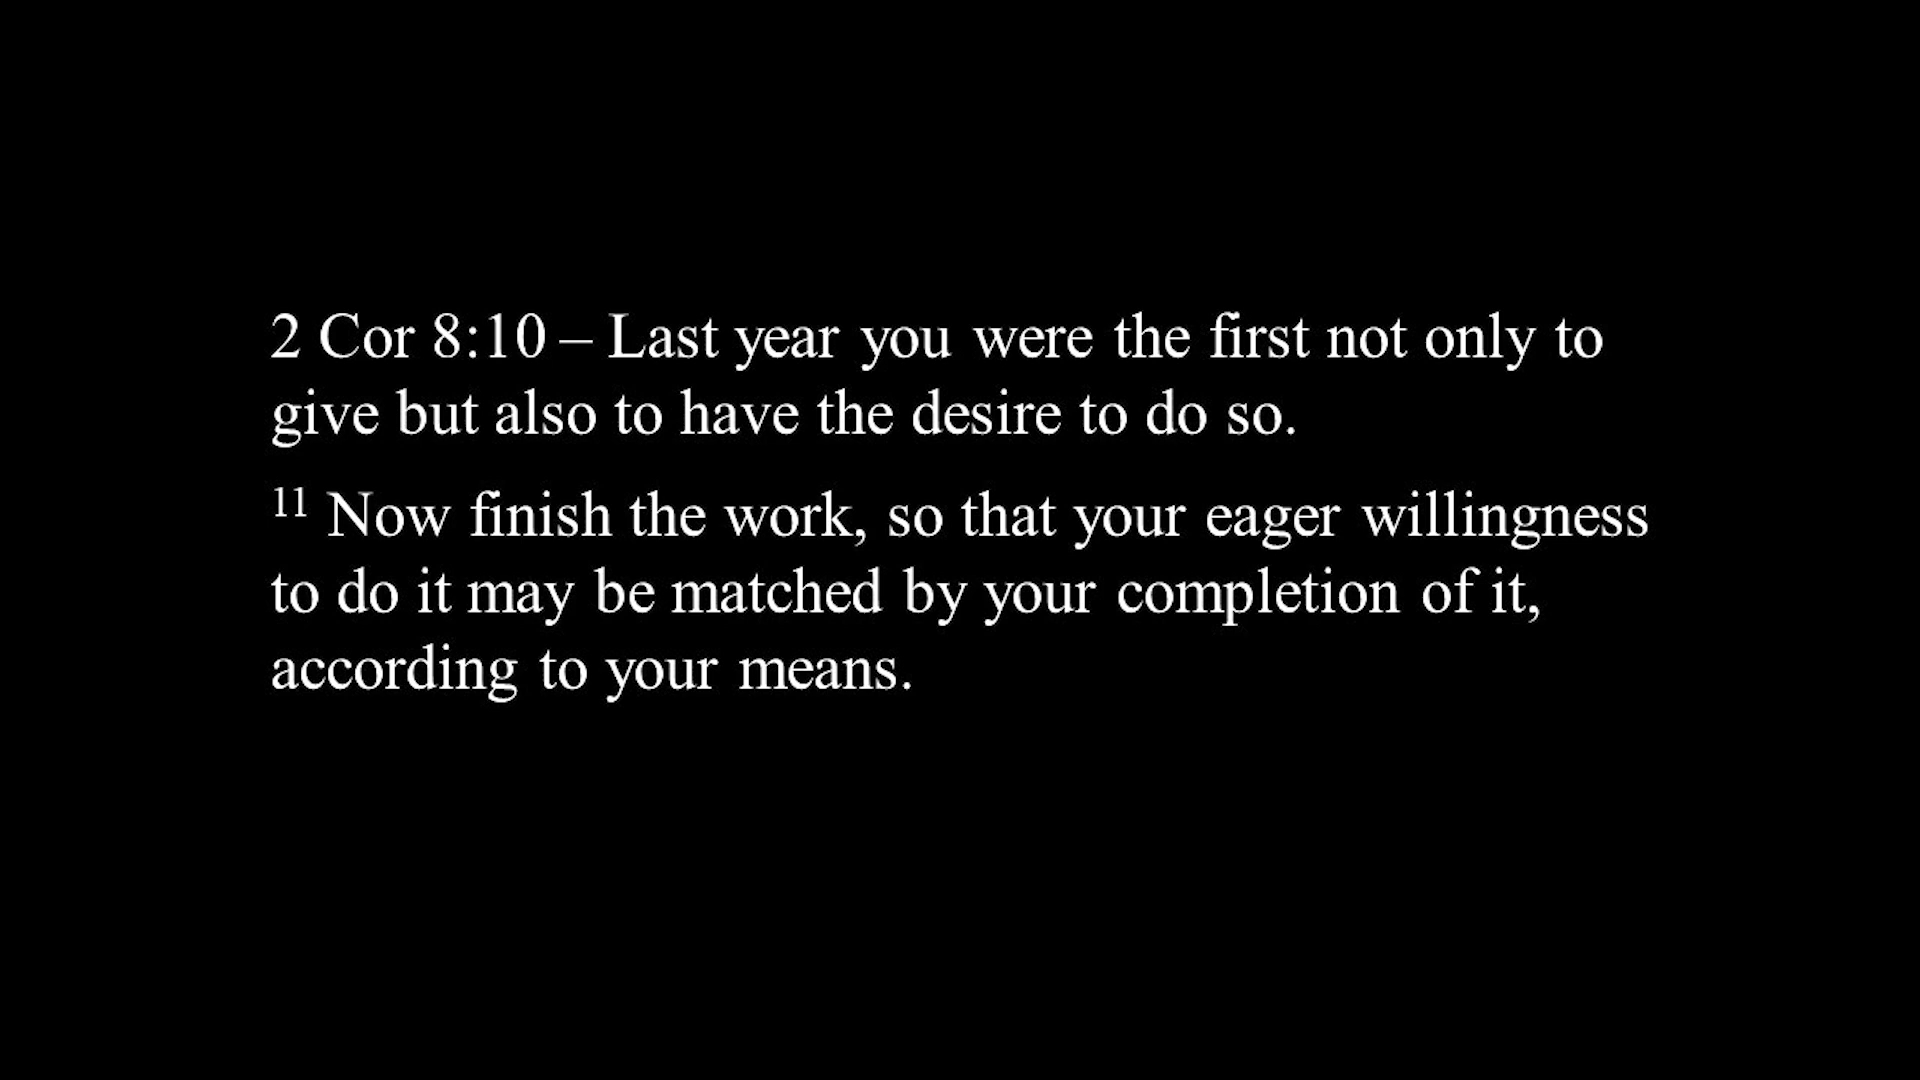 2 Cor 8:10 – Last year you were the first not only to
give but also to have the desire to do so.
11 Now finish the work, so that your eager willingness
to do it may be matched by your completion of it,
according to your means.